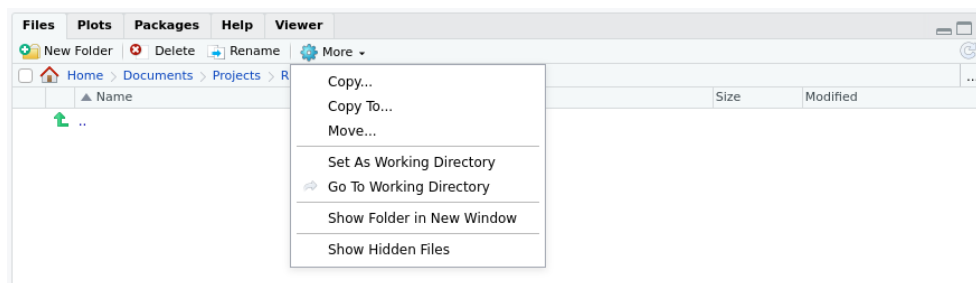 Files Plots Packages Help Viewer
New Folder Delete Rename More
Home > Documents > Projects > R
Name Size Modified
..
Copy...
Copy To...
Move...
Set As Working Directory
Go To Working Directory
Show Folder in New Window
Show Hidden Files
...